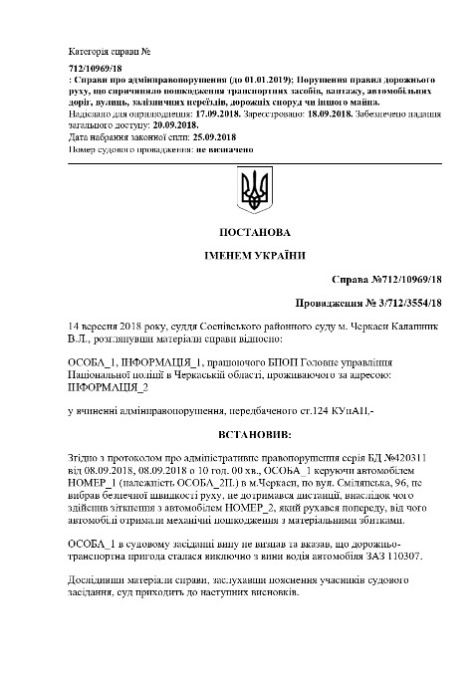 Категорія справи №
712/10969/18
: Справи про адмінправопорушення (до 01.01.2019); Порушення правил дорожнього
руху, що спричинило пошкодження транспортних засобів, вантажу, автомобільних
доріг, вулиць, залізничних переїздів, дорожніх споруд чи іншого майна.
Надіслано для оприлюднення: 17.09.2018. Зареєстровано: 18.09.2018. Забезпечено надання
загального доступу: 20.09.2018.
Дата набрання законної сили: 25.09.2018
Номер судового провадження: не визначено
ПОСТАНОВА
ІМЕНЕМ УКРАЇНИ
Справа №712/10969/18
Провадження № 3/712/3554/18
14 вересня 2018 року, суддя Соснівського районного суду м. Черкаси Калашник
В.Л., розглянувши матеріали справи відносно:
ОСОБА_1, ІНФОРМАЦІЯ_1, працюючого БПОП Головне управління
Національної поліції в Черкаській області, проживаючого за адресою:
ІНФОРМАЦІЯ_2
у вчиненні адмінправопорушення, передбаченого ст.124 КУпАП,-
ВСТАНОВИВ:
Згідно з протоколом про адміністративне правопорушення серія БД №420311
від 08.09.2018, 08.09.2018 о 10 год. 00 хв., ОСОБА_1 керуючи автомобілем
НОМЕР_1 (належність ОСОБА_2П.) в м.Черкаси, по вул. Смілянська, 96, не
вибрав безпечної швидкості руху, не дотримався дистанції, внаслідок чого
здійснив зіткнення з автомобілем НОМЕР_2, який рухався попереду, від чого
автомобілі отримали механічні пошкодження з матеріальними збитками.
ОСОБА_1 в судовому засіданні вину не визнав та вказав, що дорожньо-
транспортна пригода сталася виключно з вини водія автомобіля ЗАЗ 110307.
Дослідивши матеріали справи, заслухавши пояснення учасників судового
засідання, суд приходить до наступних висновків.